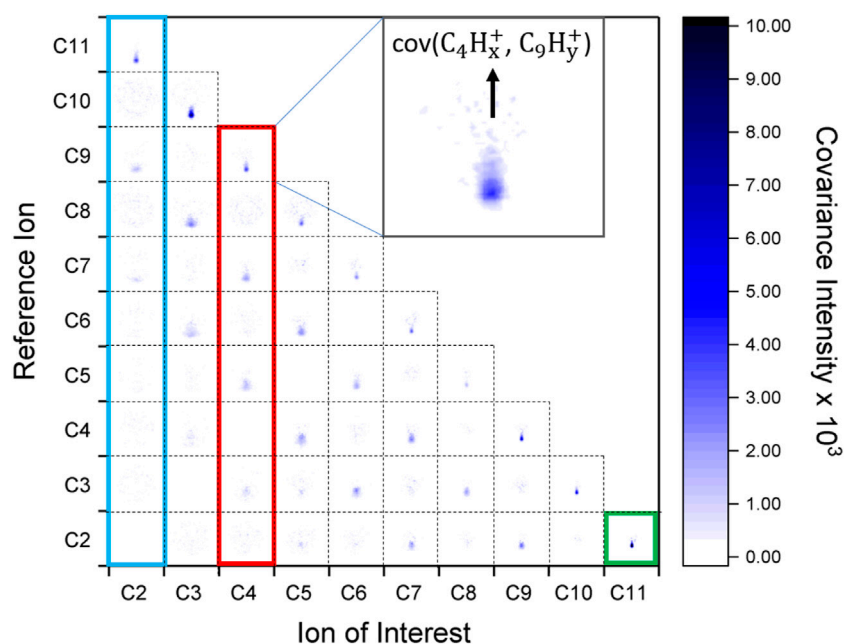 cov(C₄Hₓ⁺, C₉Hᵧ⁺)
C11
C10
C9
C8
C7
C6
C5
C4
C3
C2
Reference Ion
C2 C3 C4 C5 C6 C7 C8 C9 C10 C11
Ion of Interest
10.00
9.00
8.00
7.00
6.00
5.00
4.00
3.00
2.00
1.00
0.00
Covariance Intensity x 10³